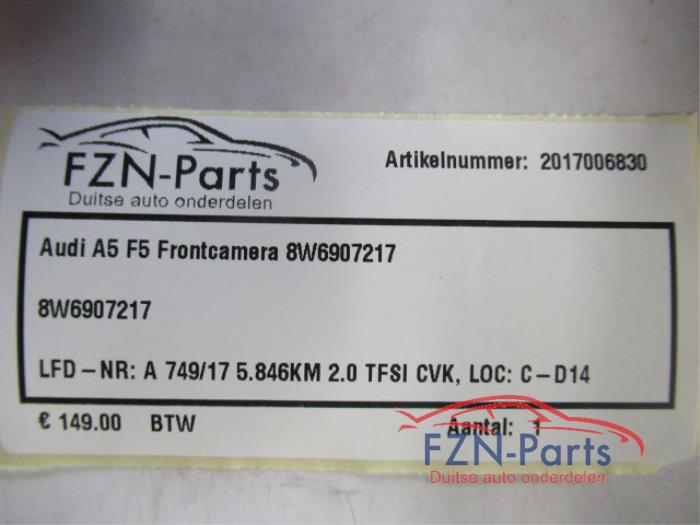 FZN-Parts
Duitse auto onderdelen
Artikelnummer: 2017006830
Audi A5 F5 Frontcamera 8W6907217
8W6907217
LFD-NR: A 749/17 5.846KM 2.0 TFSI CVK, LOC: C-D14
€ 149.00 BTW
Aantal: 1
FZN-Parts
Duitse auto onderdelen